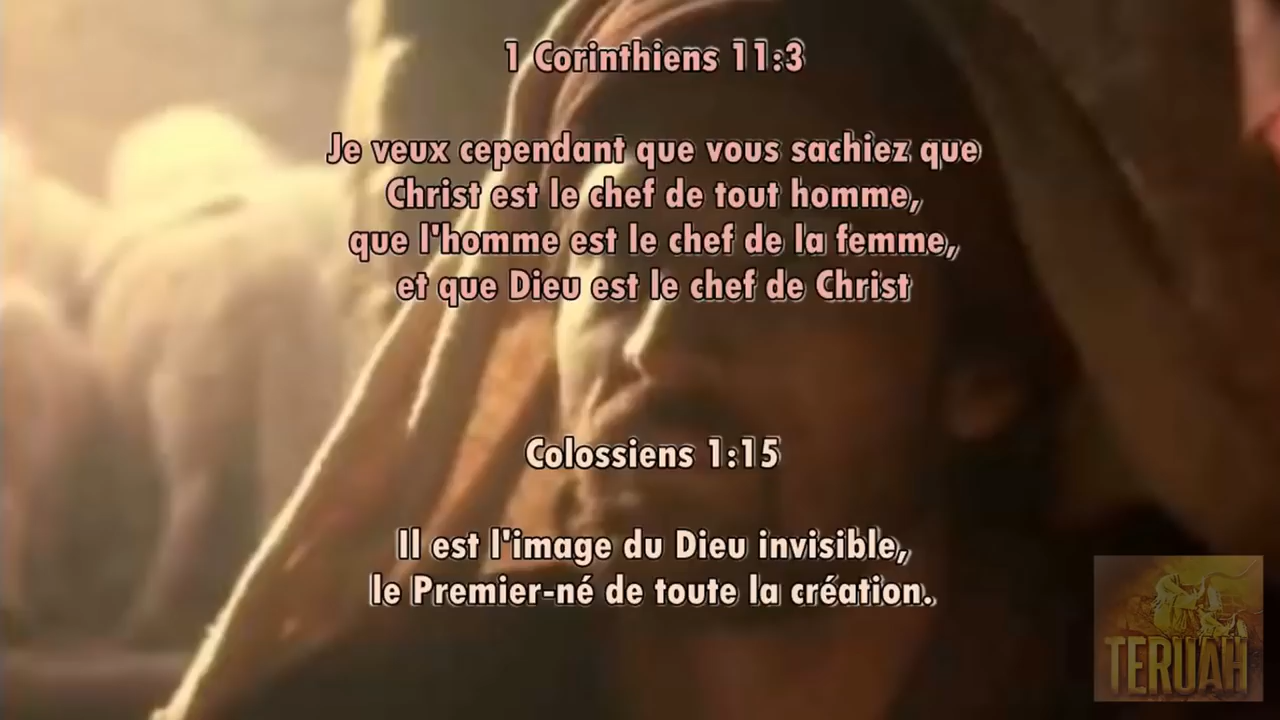 1 Corinthiens 11:3
Je veux cependant que vous sachiez que
Christ est le chef de tout homme,
que l'homme est le chef de la femme,
et que Dieu est le chef de Christ
Colossiens 1:15
Il est l'image du Dieu invisible,
le Premier-né de toute la création.
TERUAH